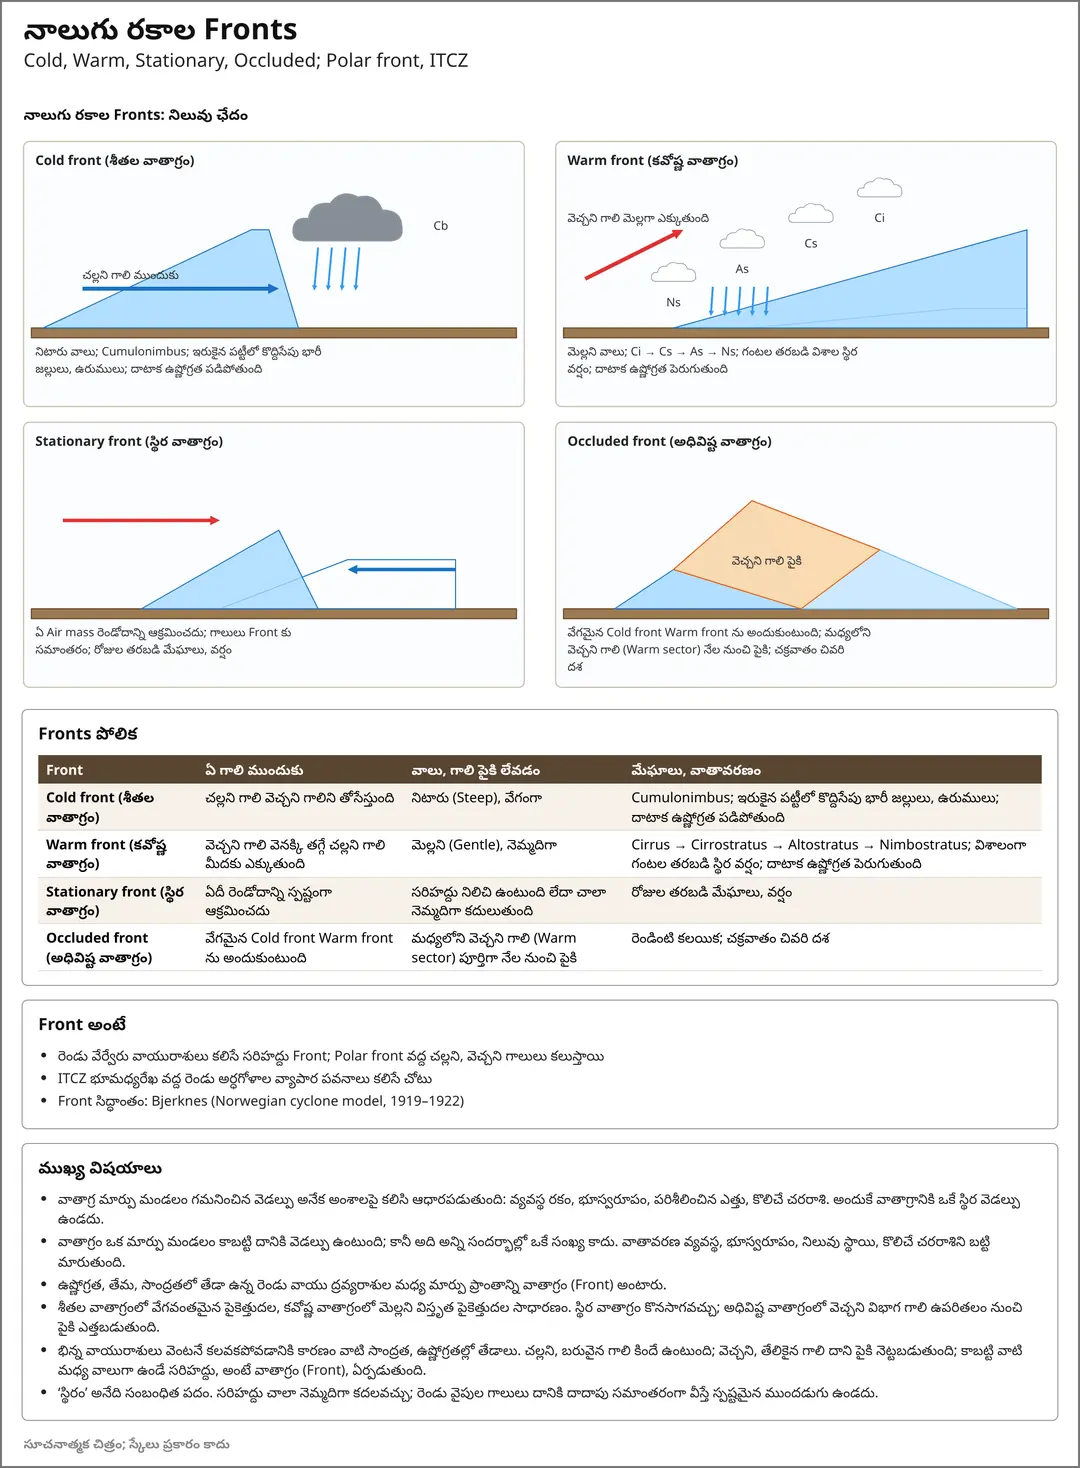 నాలుగు రకాల Fronts
Cold, Warm, Stationary, Occluded; Polar front, ITCZ
నాలుగు రకాల Fronts: నిలువు ఛేదం
Cold front (శీతల వాతాగ్రం)
Cb
చల్లని గాలి ముందుకు
నిటారు వాలు; Cumulonimbus; ఇరుకైన పట్టీలో కొద్దిసేపు భారీ
జల్లులు, ఉరుములు; దాటాక ఉష్ణోగ్రత పడిపోతుంది
Warm front (కవోష్ణ వాతాగ్రం)
వెచ్చని గాలి మెల్లగా ఎక్కుతుంది
Ci
Cs
As
Ns
మెల్లని వాలు; Ci → Cs → As → Ns; గంటల తరబడి విశాల స్థిర
వర్షం; దాటాక ఉష్ణోగ్రత పెరుగుతుంది
Stationary front (స్థిర వాతాగ్రం)
ఏ Air mass రెండోదాన్ని ఆక్రమించదు; గాలులు Front కు
సమాంతరం; రోజుల తరబడి మేఘాలు, వర్షం
Occluded front (అధివిష్ట వాతాగ్రం)
వెచ్చని గాలి పైకి
వేగమైన Cold front Warm front ను అందుకుంటుంది; మధ్యలోని
వెచ్చని గాలి (Warm sector) నేల నుంచి పైకి; చక్రవాతం చివరి
దశ
Fronts పోలిక
Front ఏ గాలి ముందుకు వాలు, గాలి పైకి లేవడం మేఘాలు, వాతావరణం
Cold front (శీతల వాతాగ్రం) చల్లని గాలి వెచ్చని గాలిని తోసేస్తుంది నిటారు (Steep), వేగంగా Cumulonimbus; ఇరుకైన పట్టీలో కొద్దిసేపు భారీ జల్లులు, ఉరుములు; దాటాక ఉష్ణోగ్రత పడిపోతుంది
Warm front (కవోష్ణ వాతాగ్రం) వెచ్చని గాలి వెనక్కి తగ్గే చల్లని గాలి మీదకు ఎక్కుతుంది మెల్లని (Gentle), నెమ్మదిగా Cirrus → Cirrostratus → Altostratus → Nimbostratus; విశాలంగా గంటల తరబడి స్థిర వర్షం; దాటాక ఉష్ణోగ్రత పెరుగుతుంది
Stationary front (స్థిర వాతాగ్రం) ఏదీ రెండోదాన్ని స్పష్టంగా ఆక్రమించదు సరిహద్దు నిలిచి ఉంటుంది లేదా చాలా నెమ్మదిగా కదులుతుంది రోజుల తరబడి మేఘాలు, వర్షం
Occluded front (అధివిష్ట వాతాగ్రం) వేగమైన Cold front Warm front ను అందుకుంటుంది మధ్యలోని వెచ్చని గాలి (Warm sector) పూర్తిగా నేల నుంచి పైకి రెండింటి కలయిక; చక్రవాతం చివరి దశ
Front అంటే
• రెండు వేర్వేరు వాయురాశులు కలిసే సరిహద్దు Front; Polar front వద్ద చల్లని, వెచ్చని గాలులు కలుస్తాయి
• ITCZ భూమధ్యరేఖ వద్ద రెండు అర్ధగోళాల వ్యాపార పవనాలు కలిసే చోటు
• Front సిద్ధాంతం: Bjerknes (Norwegian cyclone model, 1919–1922)
ముఖ్య విషయాలు
• వాతాగ్ర మార్పు మండలం గమనించిన వెడల్పు అనేక అంశాలపై కలిసి ఆధారపడుతుంది: వ్యవస్థ రకం, భూస్వరూపం, పరిశీలించిన ఎత్తు, కొలిచే చరరాశి. అందుకే వాతాగ్రానికి ఒకే స్థిర వెడల్పు
ఉండదు.
• వాతాగ్రం ఒక మార్పు మండలం కాబట్టి దానికి వెడల్పు ఉంటుంది; కానీ అది అన్ని సందర్భాల్లో ఒకే సంఖ్య కాదు. వాతావరణ వ్యవస్థ, భూస్వరూపం, నిలువు స్థాయి, కొలిచే చరరాశిని బట్టి
మారుతుంది.
• ఉష్ణోగ్రత, తేమ, సాంద్రతలో తేడా ఉన్న రెండు వాయు ద్రవ్యరాశుల మధ్య మార్పు ప్రాంతాన్ని వాతాగ్రం (Front) అంటారు.
• శీతల వాతాగ్రంలో వేగవంతమైన పైకెత్తుదల, కవోష్ణ వాతాగ్రంలో మెల్లని విస్తృత పైకెత్తుదల సాధారణం. స్థిర వాతాగ్రం కొనసాగవచ్చు; అధివిష్ట వాతాగ్రంలో వెచ్చని విభాగ గాలి ఉపరితలం నుంచి
పైకి ఎత్తబడుతుంది.
• భిన్న వాయురాశులు వెంటనే కలవకపోవడానికి కారణం వాటి సాంద్రత, ఉష్ణోగ్రతల్లో తేడాలు. చల్లని, బరువైన గాలి కిందే ఉంటుంది; వెచ్చని, తేలికైన గాలి దాని పైకి నెట్టబడుతుంది; కాబట్టి వాటి
మధ్య వాలుగా ఉండే సరిహద్దు, అంటే వాతాగ్రం (Front), ఏర్పడుతుంది.
• ‘స్థిరం’ అనేది సంబంధిత పదం. సరిహద్దు చాలా నెమ్మదిగా కదలవచ్చు; రెండు వైపుల గాలులు దానికి దాదాపు సమాంతరంగా వీస్తే స్పష్టమైన ముందడుగు ఉండదు.
సూచనాత్మక చిత్రం; స్కేలు ప్రకారం కాదు